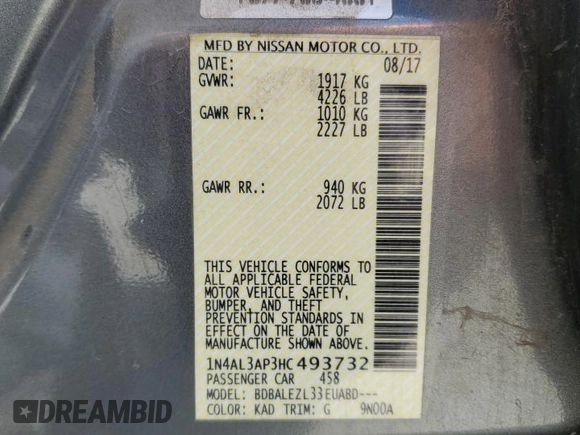 MFD BY NISSAN MOTOR CO., LTD.
DATE: 08/17
GVWR: 1917 KG
4226 LB
GAWR FR.: 1010 KG
2227 LB
GAWR RR.: 940 KG
2072 LB
THIS VEHICLE CONFORMS TO
ALL APPLICABLE FEDERAL
MOTOR VEHICLE SAFETY,
BUMPER, AND THEFT
PREVENTION STANDARDS IN
EFFECT ON THE DATE OF
MANUFACTURE SHOWN ABOVE.
1N4AL3AP3HC493732
PASSENGER CAR 458
MODEL: BDBALEZL33EUABD---
COLOR: KAD TRIM: G 9N00A
AUTOBIDMASTER